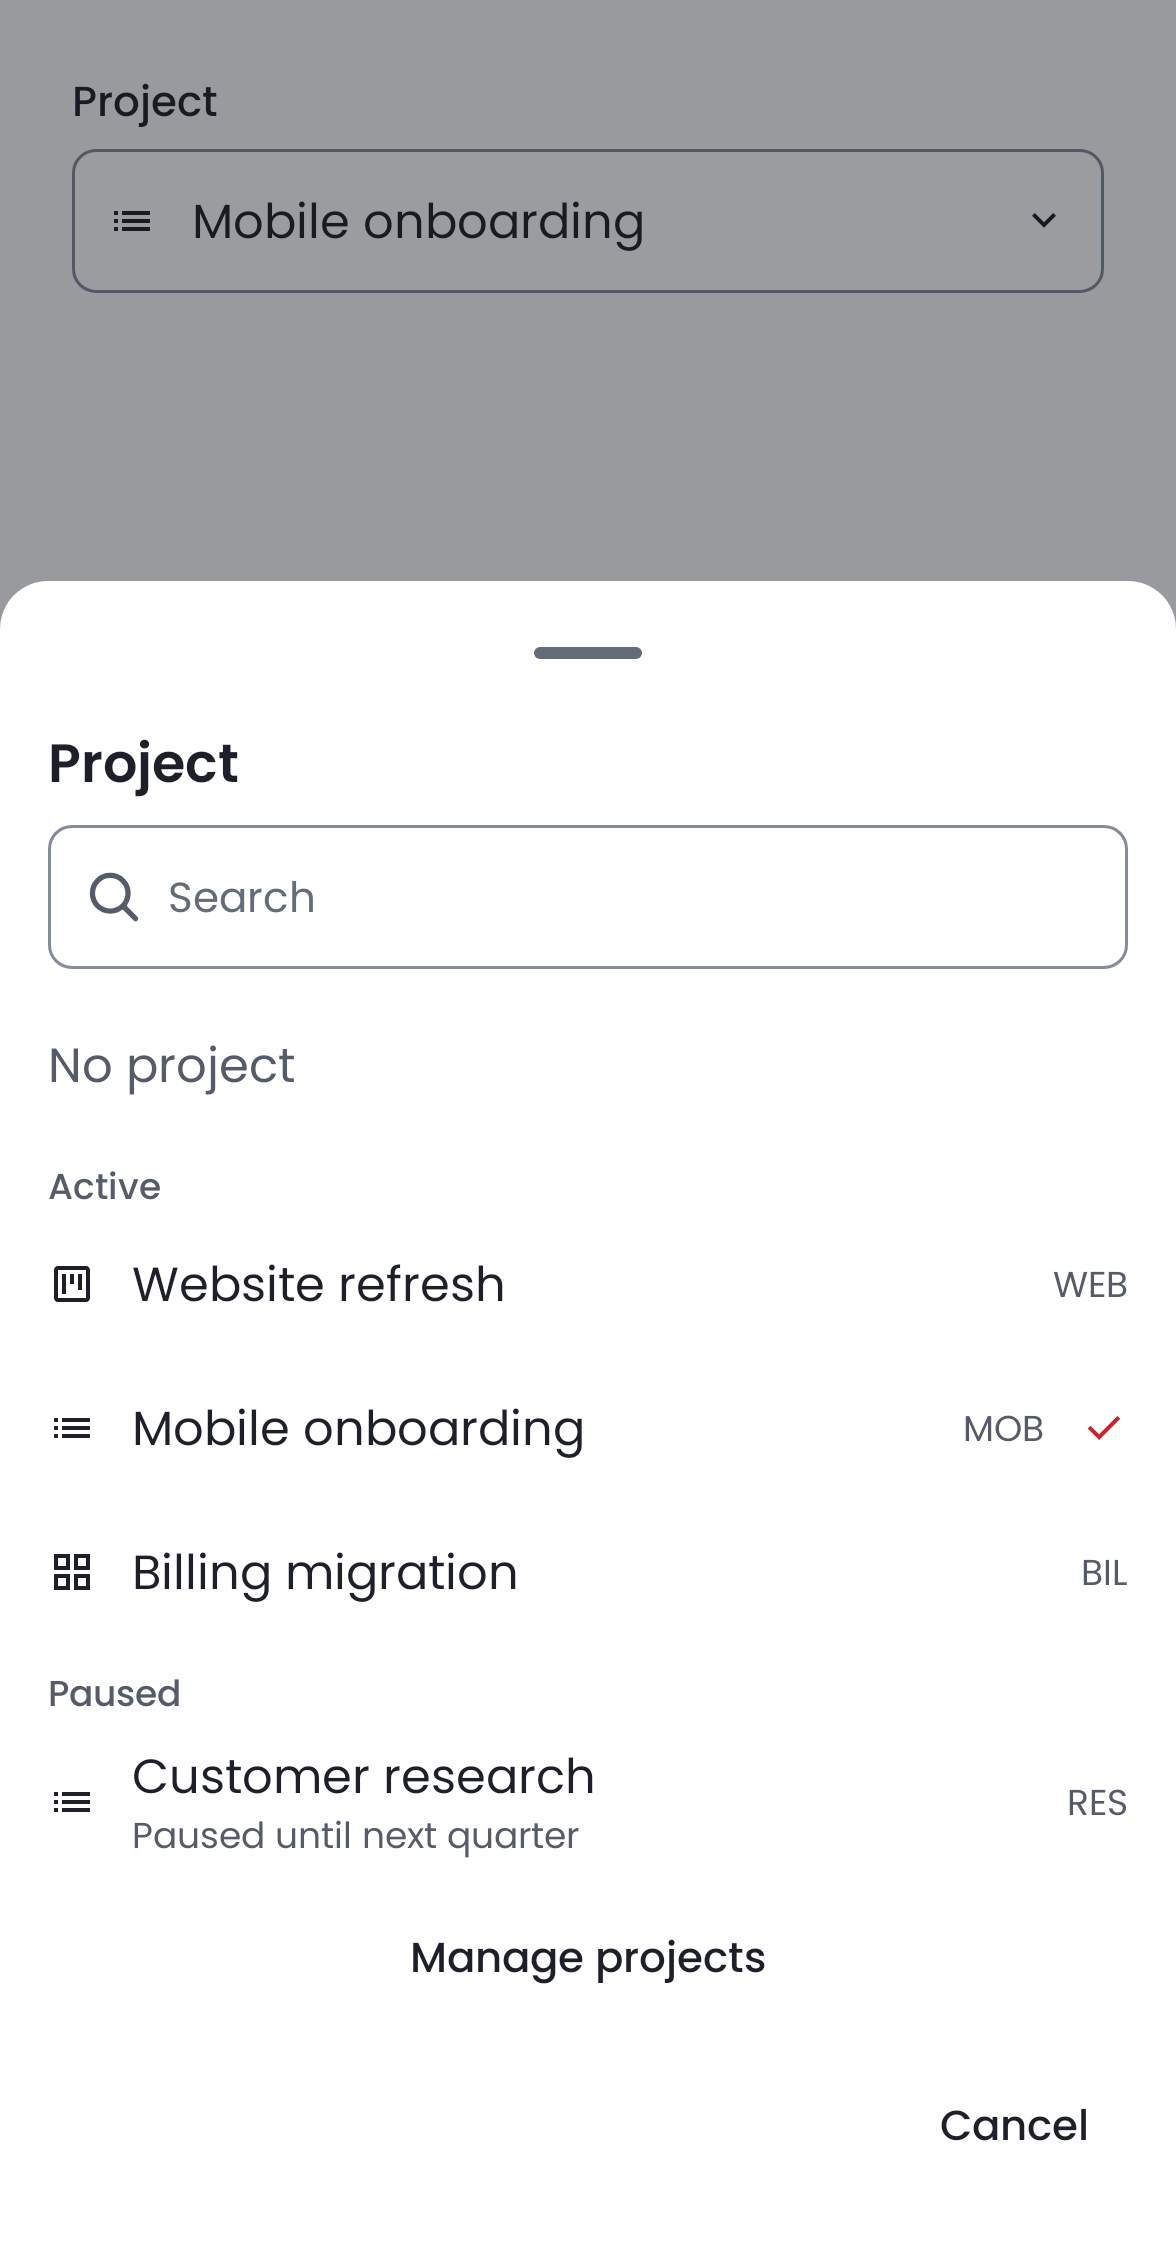 Project
Mobile onboarding
Project
Search
No project
Active
Website refresh WEB
Mobile onboarding MOB
Billing migration BIL
Paused
Customer research RES
Paused until next quarter
Manage projects
Cancel